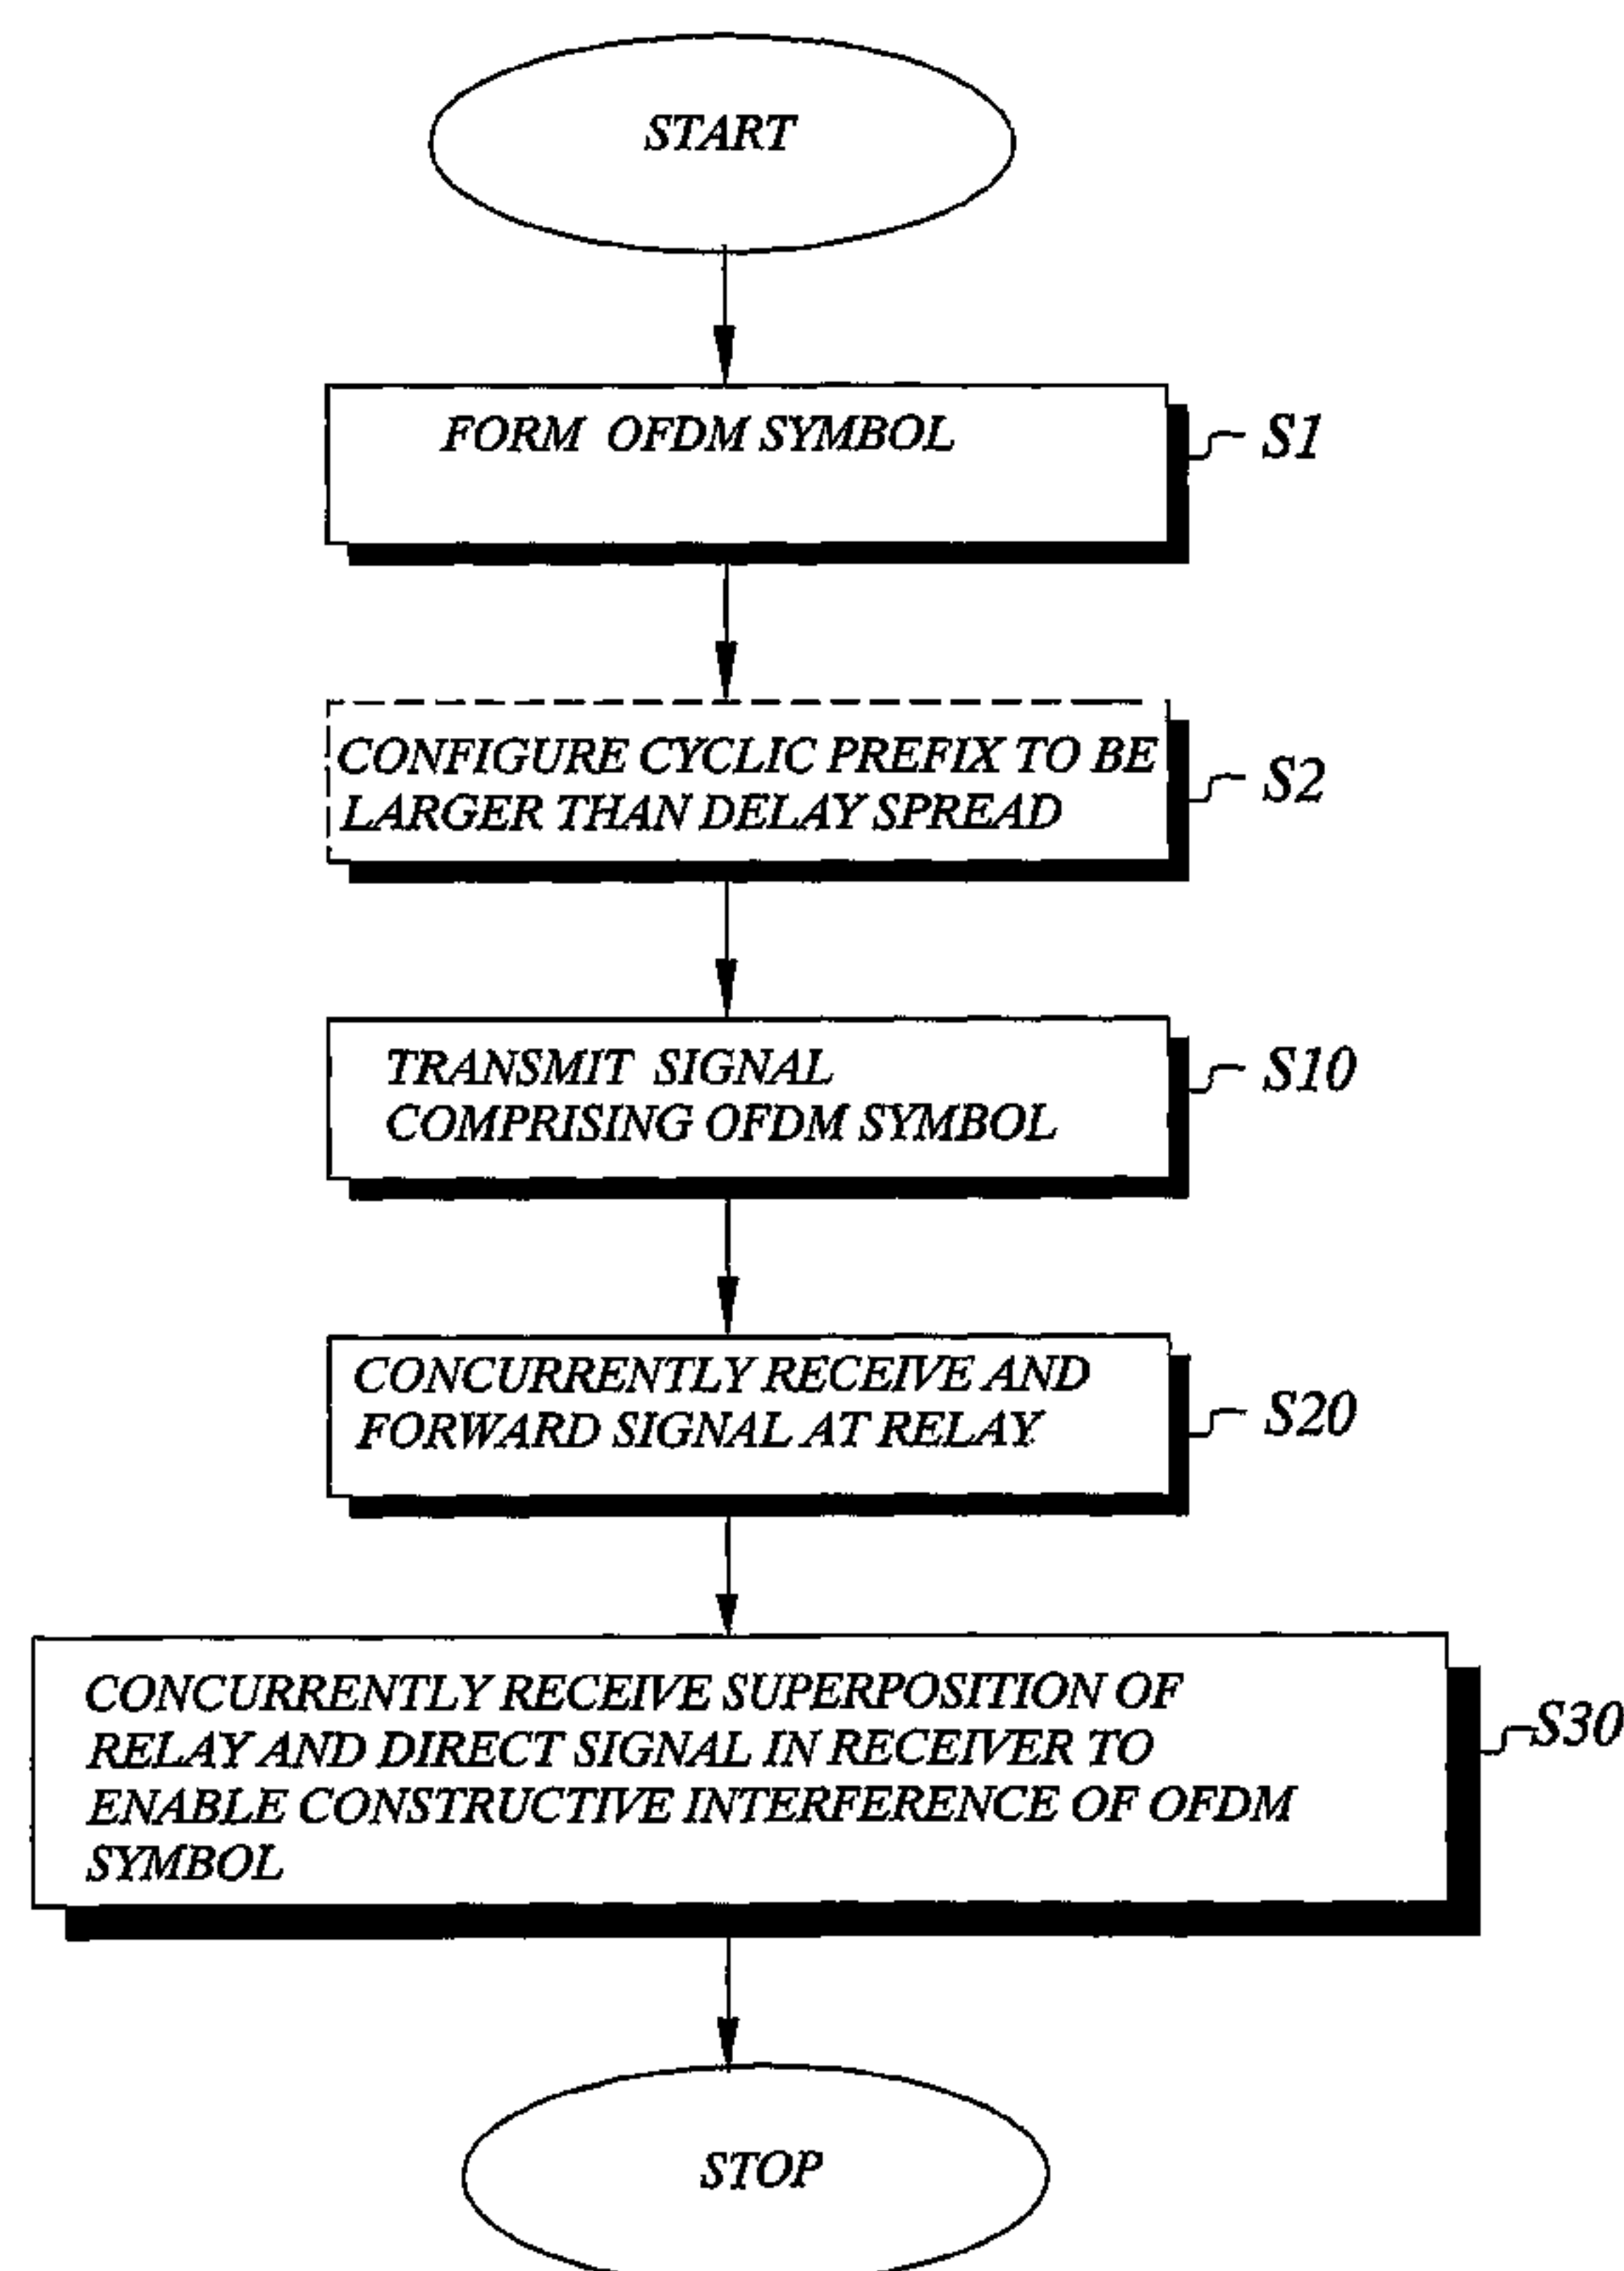 START
FORM OFDM SYMBOL
S1
CONFIGURE CYCLIC PREFIX TO BE
LARGER THAN DELAY SPREAD
S2
TRANSMIT SIGNAL
COMPRISING OFDM SYMBOL
S10
CONCURRENTLY RECEIVE AND
FORWARD SIGNAL AT RELAY
S20
CONCURRENTLY RECEIVE SUPERPOSITION OF
RELAY AND DIRECT SIGNAL IN RECEIVER TO
ENABLE CONSTRUCTIVE INTERFERENCE OF OFDM
SYMBOL
S30
STOP